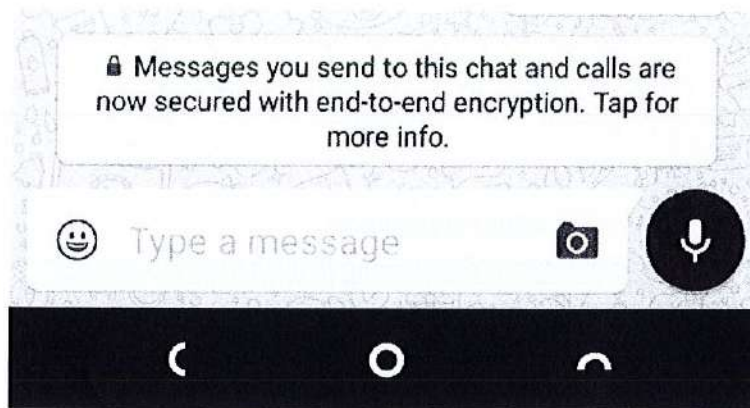 Messages you send to this chat and calls are
now secured with end-to-end encryption. Tap for
more info.
Type a message